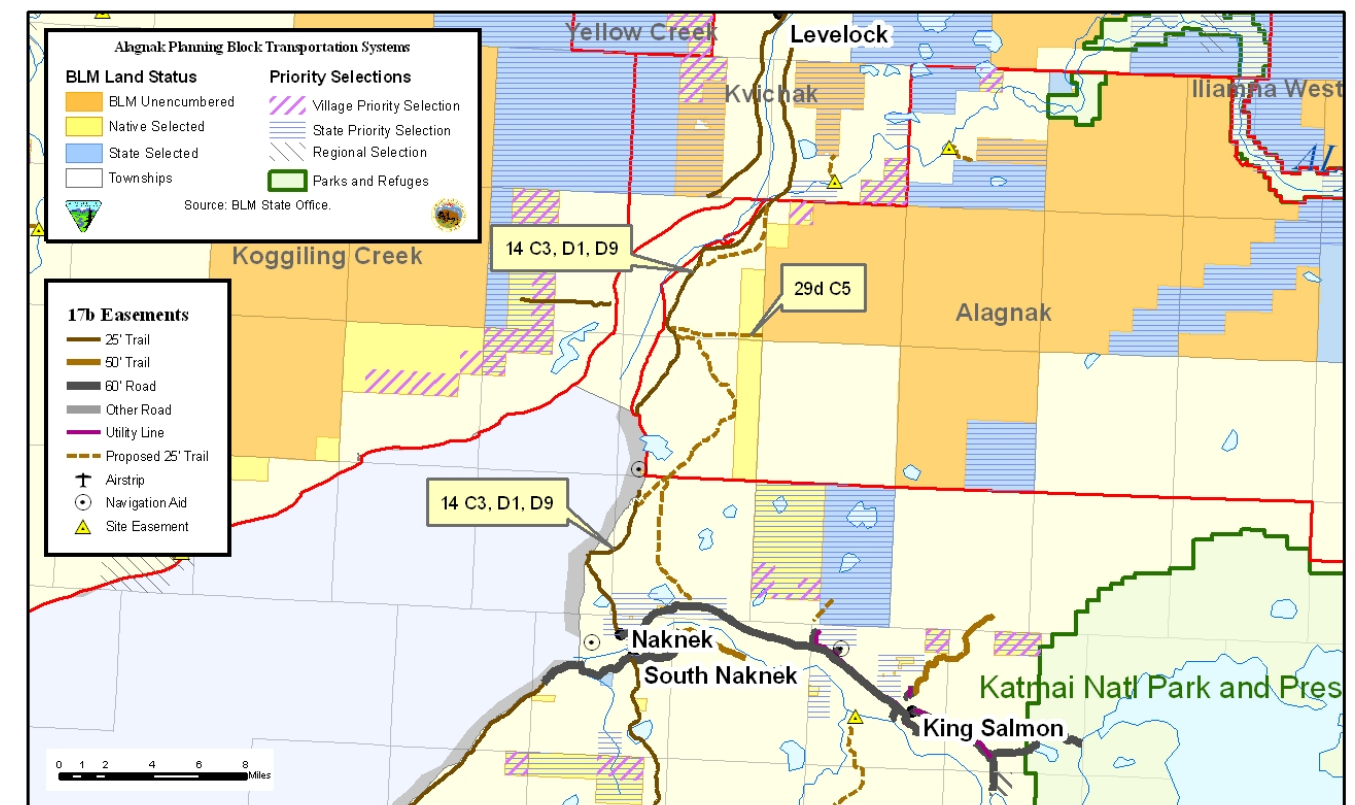 Alagnak Planning Block Transportation Systems
BLM Land Status
BLM Unencumbered
Native Selected
State Selected
Townships
Priority Selections
Village Priority Selection
State Priority Selection
Regional Selection
Parks and Refuges
Source: BLM State Office.
17b Easements
25' Trail
50' Trail
60' Road
Other Road
Utility Line
Proposed 25' Trail
Airstrip
Navigation Aid
Site Easement
Yellow Creek
Levelock
Kvichak
Iliamna West
AL
Koggiling Creek
14 C3, D1, D9
29d C5
Alagnak
14 C3, D1, D9
Naknek
South Naknek
Katmai Natl Park and Pres
King Salmon
0 1 2 4 6 8
Miles